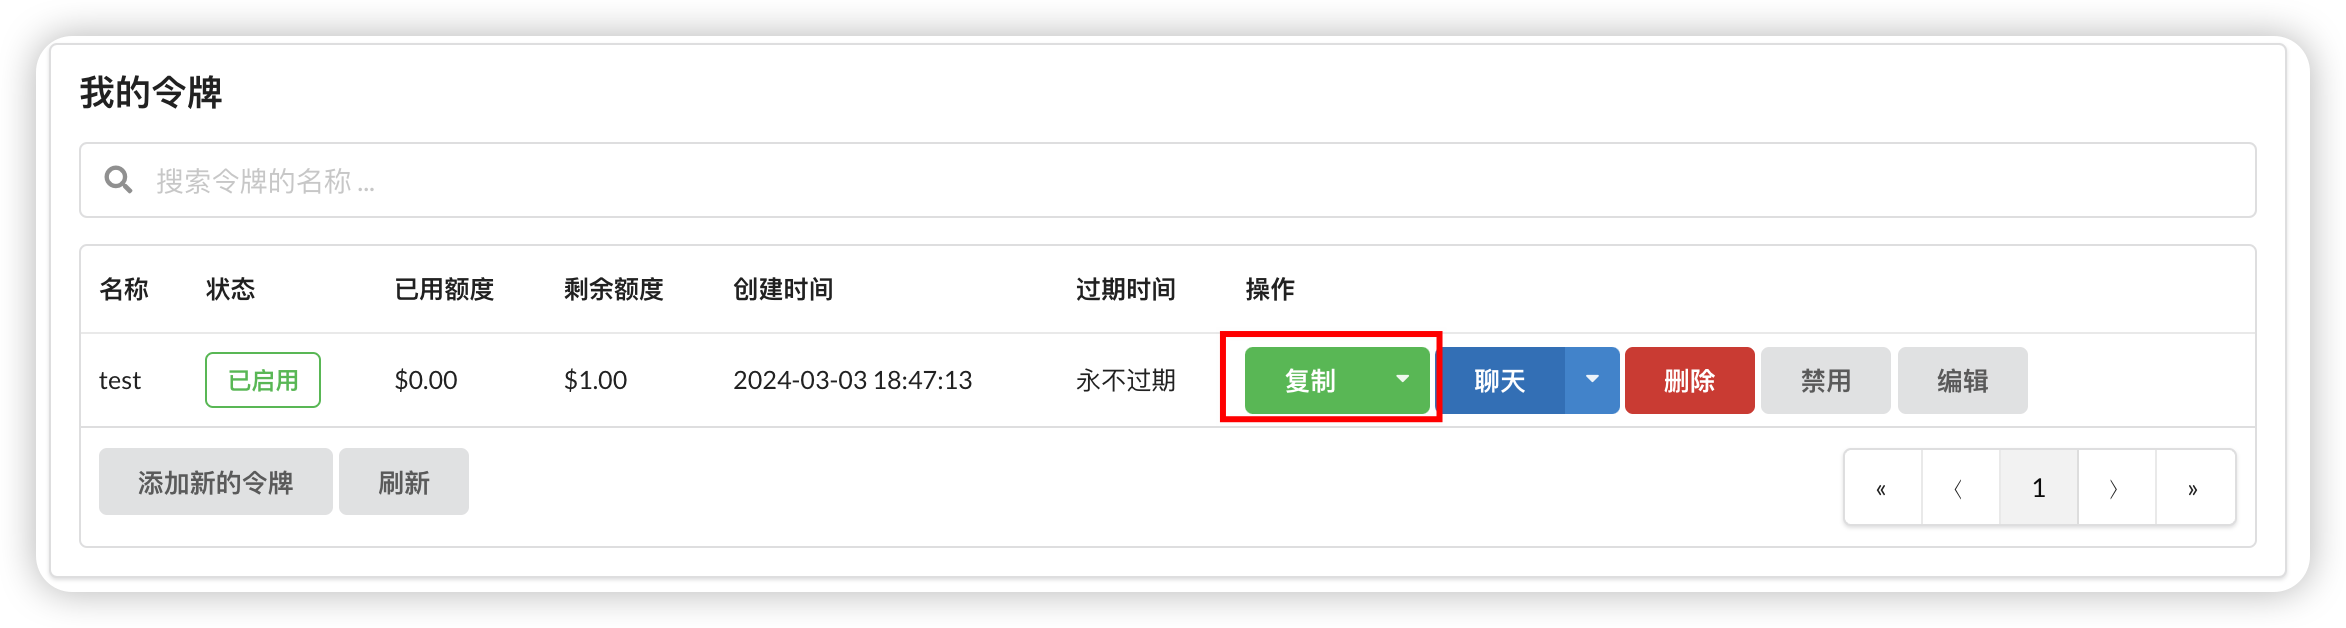 我的令牌
搜索令牌的名称 ...
名称 状态 已用额度 剩余额度 创建时间 过期时间 操作
test 已启用 $0.00 $1.00 2024-03-03 18:47:13 永不过期 复制 聊天 删除 禁用 编辑
添加新的令牌 刷新 « 〈 1 〉 »